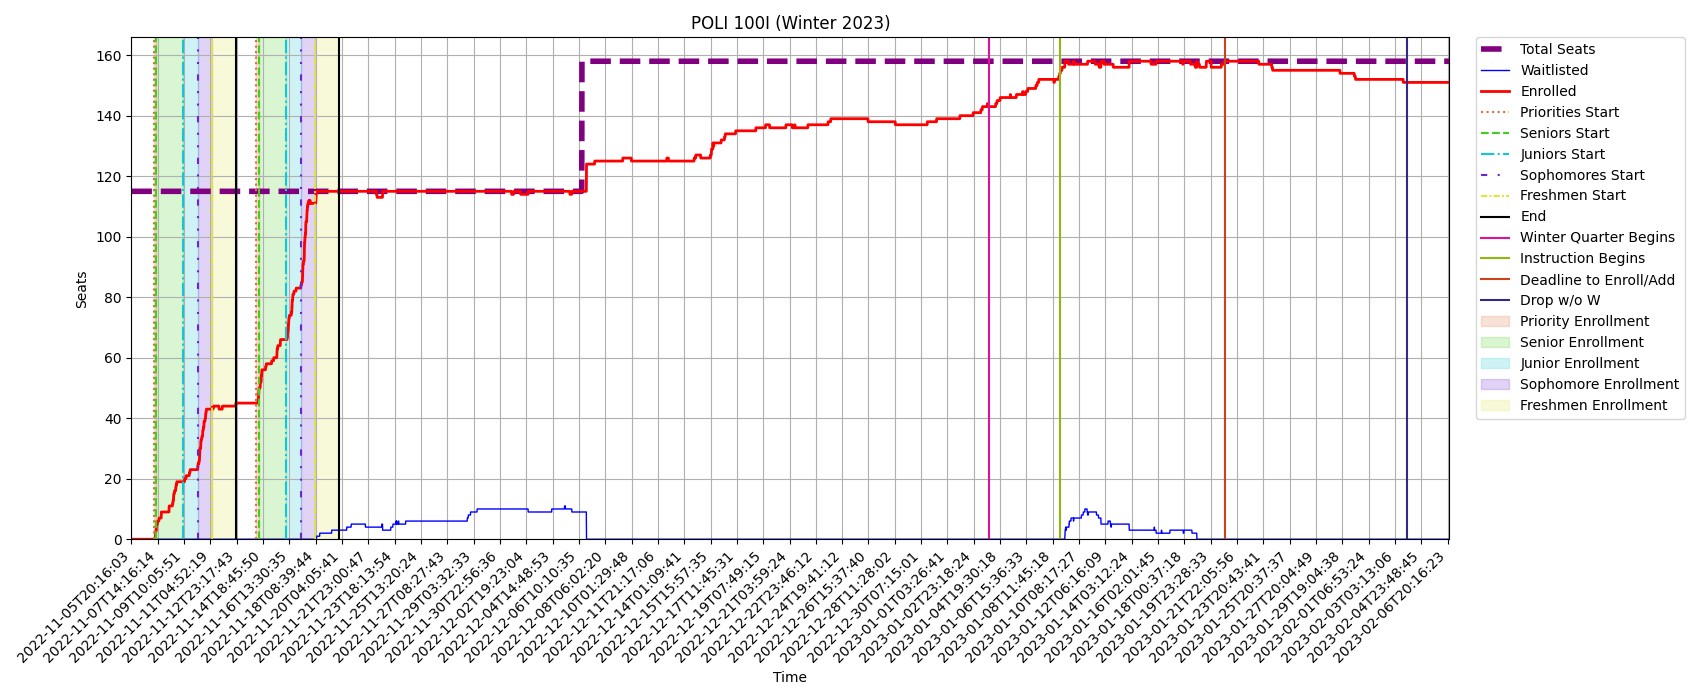 POLI 100I (Winter 2023)
Seats
160
140
120
100
80
60
40
20
0
2022-11-05T20:16:03
2022-11-07T14:16:14
2022-11-09T10:05:51
2022-11-11T04:52:19
2022-11-12T23:17:43
2022-11-14T18:45:50
2022-11-16T13:30:35
2022-11-18T08:39:44
2022-11-20T04:05:41
2022-11-21T23:00:47
2022-11-23T18:13:54
2022-11-25T13:20:24
2022-11-27T08:27:43
2022-11-29T03:32:33
2022-11-30T22:56:36
2022-12-02T19:23:04
2022-12-04T14:48:53
2022-12-06T10:10:35
2022-12-08T06:02:20
2022-12-10T01:29:48
2022-12-11T21:17:06
2022-12-14T01:09:41
2022-12-15T15:57:35
2022-12-17T11:45:31
2022-12-19T07:49:15
2022-12-21T03:59:24
2022-12-22T23:46:12
2022-12-24T19:41:12
2022-12-26T15:37:40
2022-12-28T11:28:02
2022-12-30T07:15:01
2023-01-01T03:26:41
2023-01-02T23:18:24
2023-01-04T19:30:18
2023-01-06T15:36:33
2023-01-08T11:45:18
2023-01-10T08:17:27
2023-01-12T06:16:09
2023-01-14T03:12:24
2023-01-16T02:01:45
2023-01-18T00:37:18
2023-01-19T23:28:33
2023-01-21T22:05:56
2023-01-23T20:43:41
2023-01-25T20:37:37
2023-01-27T20:04:49
2023-01-29T19:04:38
2023-02-01T06:53:24
2023-02-03T03:13:06
2023-02-04T23:48:45
2023-02-06T20:16:23
Time
Total Seats
Waitlisted
Enrolled
Priorities Start
Seniors Start
Juniors Start
Sophomores Start
Freshmen Start
End
Winter Quarter Begins
Instruction Begins
Deadline to Enroll/Add
Drop w/o W
Priority Enrollment
Senior Enrollment
Junior Enrollment
Sophomore Enrollment
Freshmen Enrollment